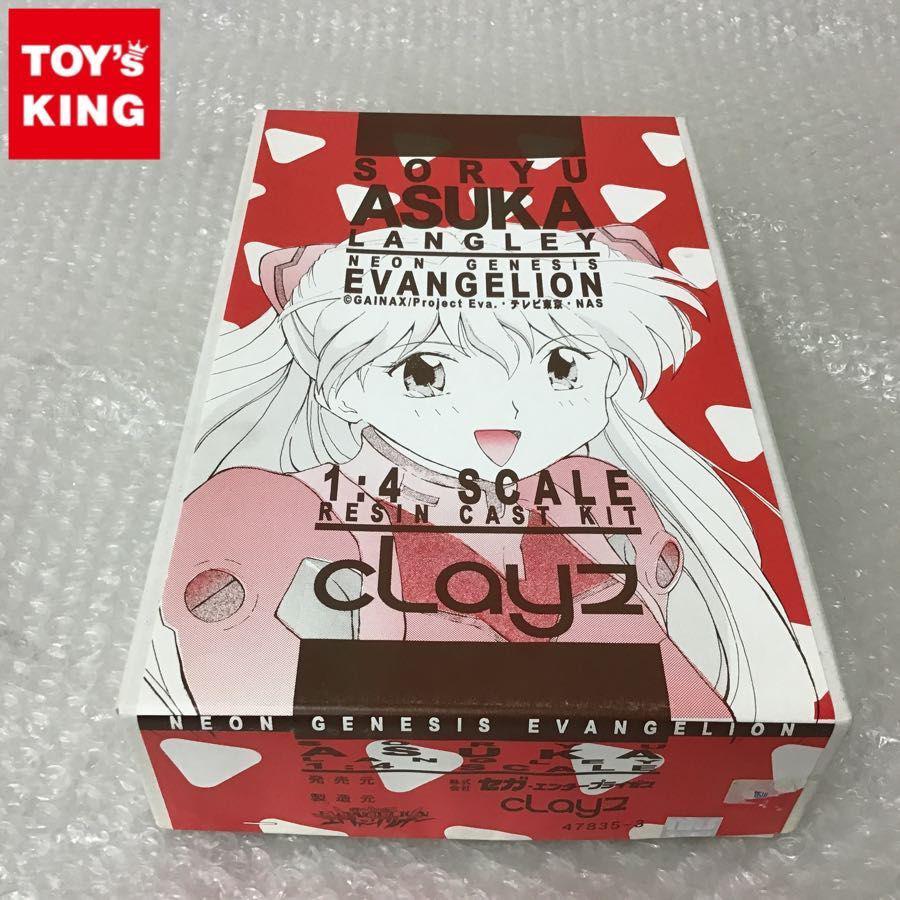 TOY's
KING
SORYU
ASUKA
LANGLEY
NEON GENESIS
EVANGELION
©GAINAX/Project Eva.・テレビ東京・NAS
1:4 SCALE
RESIN CAST KIT
cLayz
NEON GENESIS EVANGELION
ASUKA
LANGLEY
1:4 SCALE
発売元 株式会社 セガ・エンタープライゼス
製造元 cLayz
47835-3